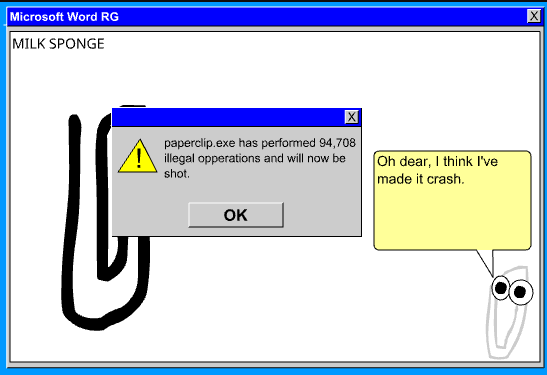 Microsoft Word RG
X
MILK SPONGE
X
paperclip.exe has performed 94,708
illegal opperations and will now be
shot.
OK
Oh dear, I think I've
made it crash.